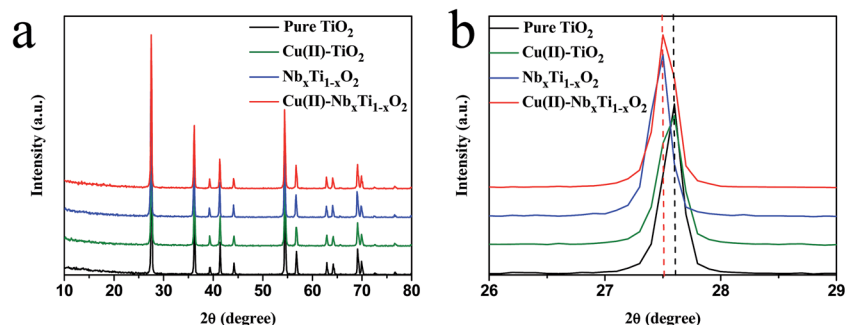 a
Pure TiO₂
Cu(II)-TiO₂
NbₓTi₁₋ₓO₂
Cu(II)-NbₓTi₁₋ₓO₂
Intensity (a.u.)
10 20 30 40 50 60 70 80
2θ (degree)
b
Pure TiO₂
Cu(II)-TiO₂
NbₓTi₁₋ₓO₂
Cu(II)-NbₓTi₁₋ₓO₂
Intensity (a.u.)
26 27 28 29
2θ (degree)